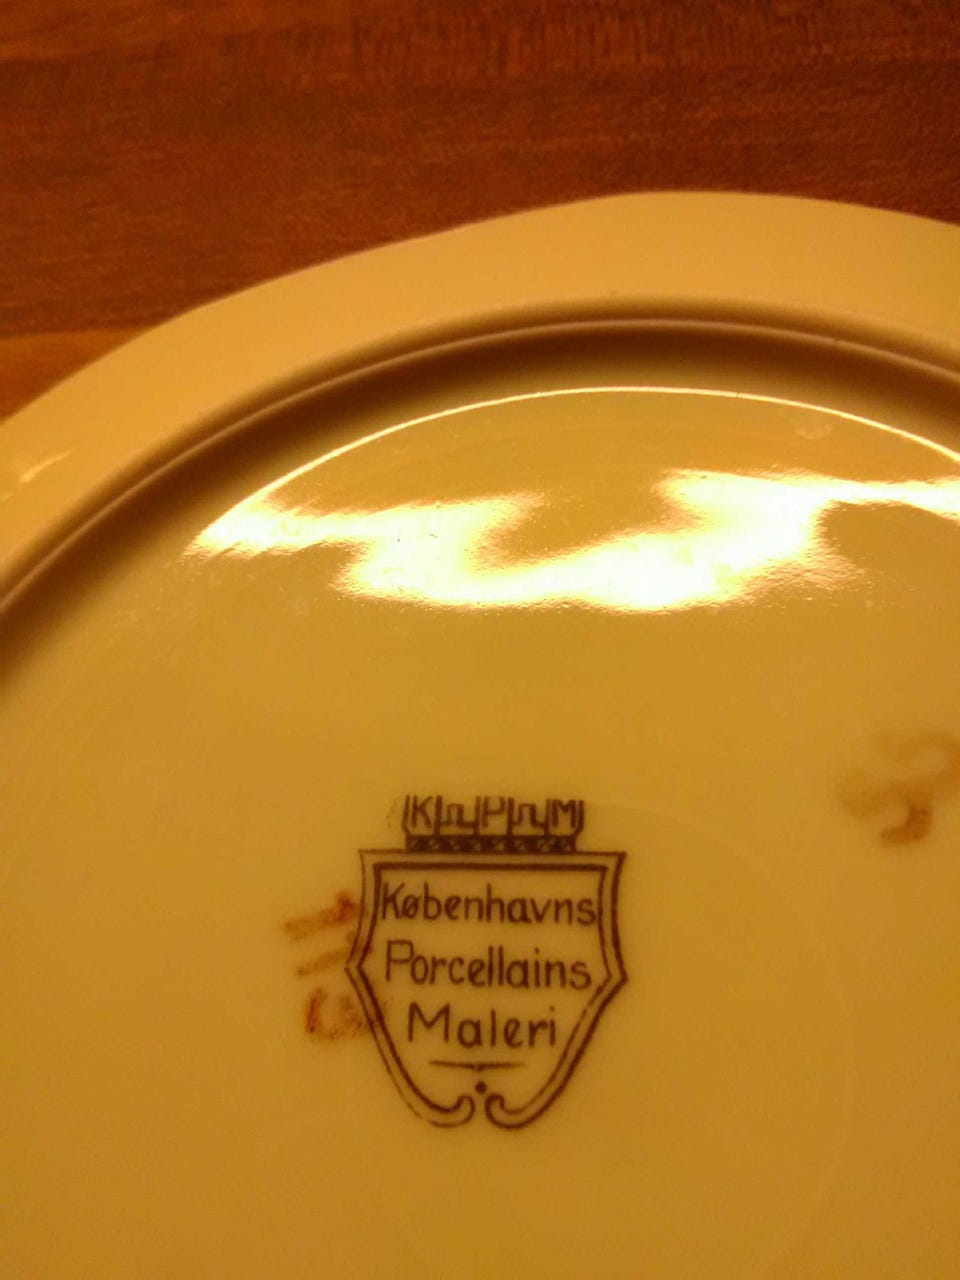 KPM
Københavns
Porcellains
Maleri